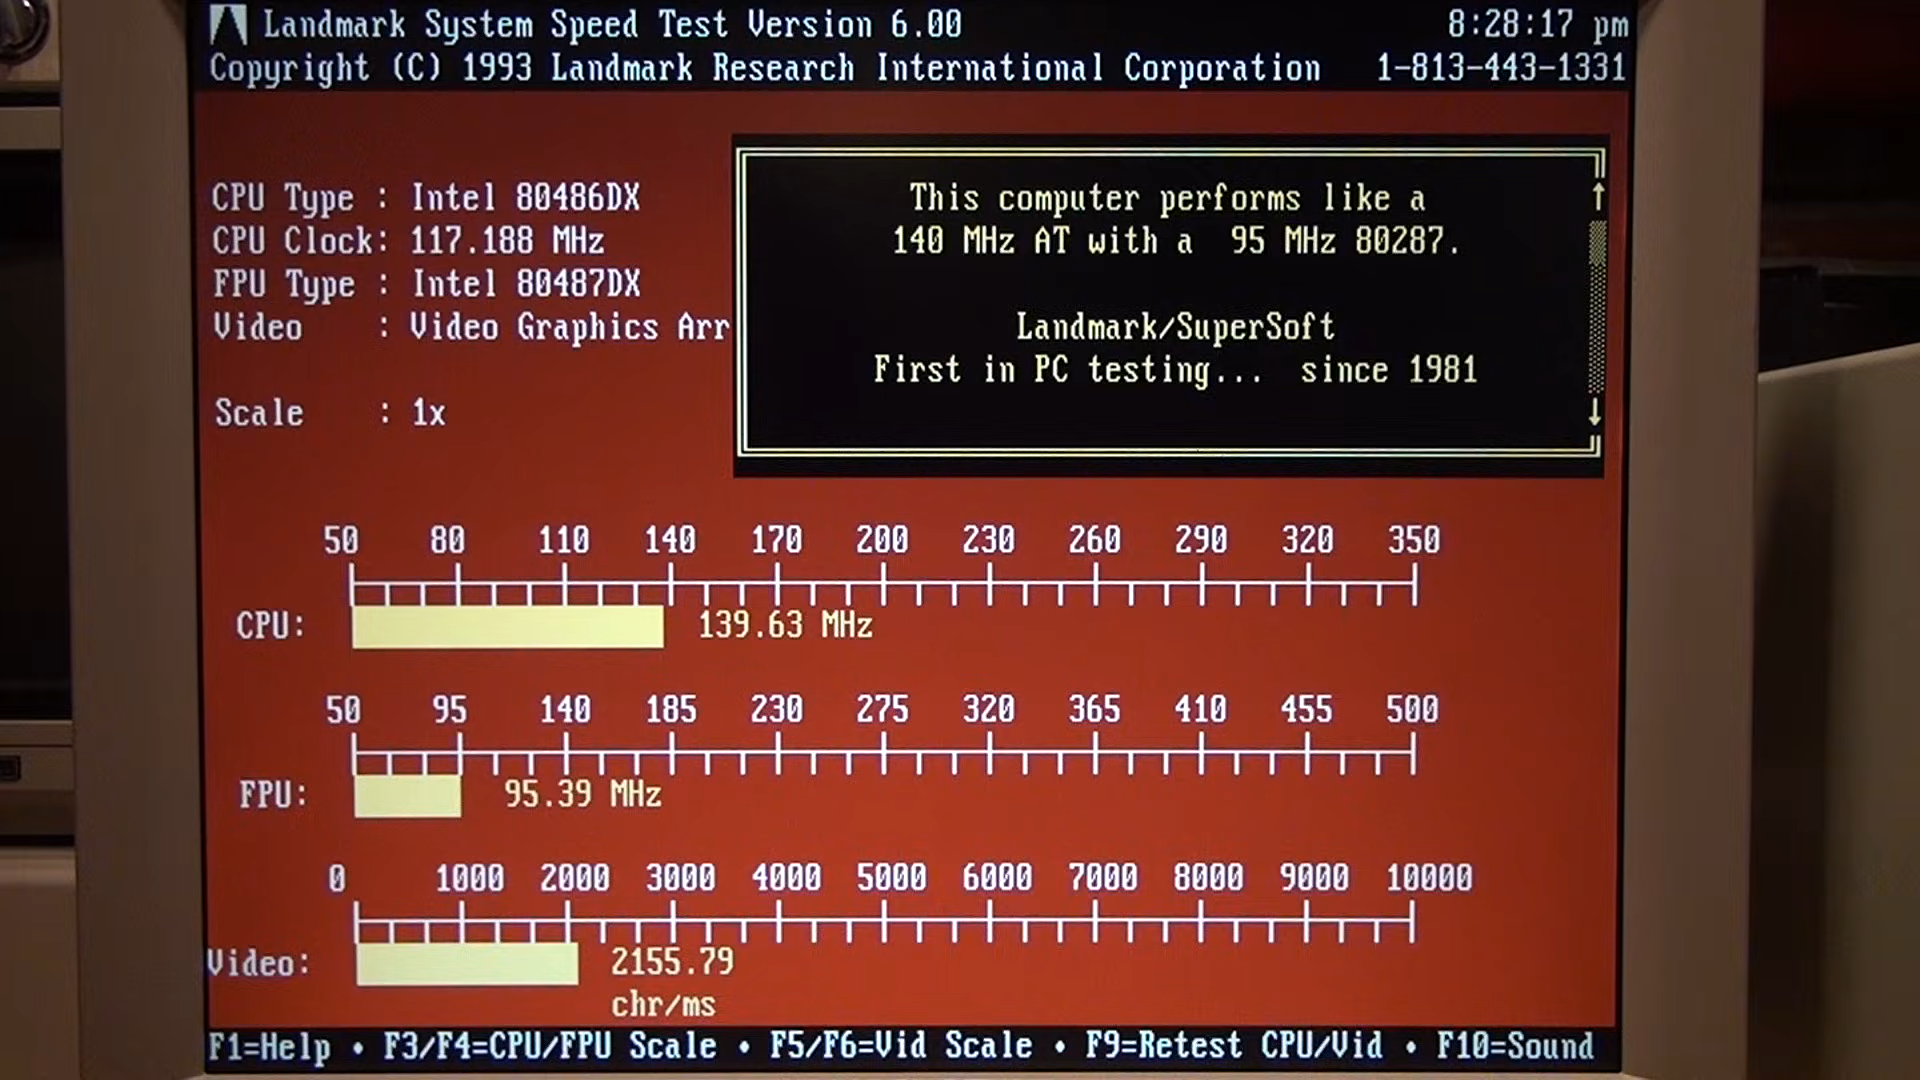 Landmark System Speed Test Version 6.00 8:28:17 pm
Copyright (C) 1993 Landmark Research International Corporation 1-813-443-1331
CPU Type : Intel 80486DX
CPU Clock: 117.188 MHz
FPU Type : Intel 80487DX
Video : Video Graphics Arr
Scale : 1x
This computer performs like a
140 MHz AT with a 95 MHz 80287.
Landmark/SuperSoft
First in PC testing... since 1981
50 80 110 140 170 200 230 260 290 320 350
CPU: 139.63 MHz
50 95 140 185 230 275 320 365 410 455 500
FPU: 95.39 MHz
0 1000 2000 3000 4000 5000 6000 7000 8000 9000 10000
Video: 2155.79
chr/ms
F1=Help • F3/F4=CPU/FPU Scale • F5/F6=Vid Scale • F9=Retest CPU/Vid • F10=Sound